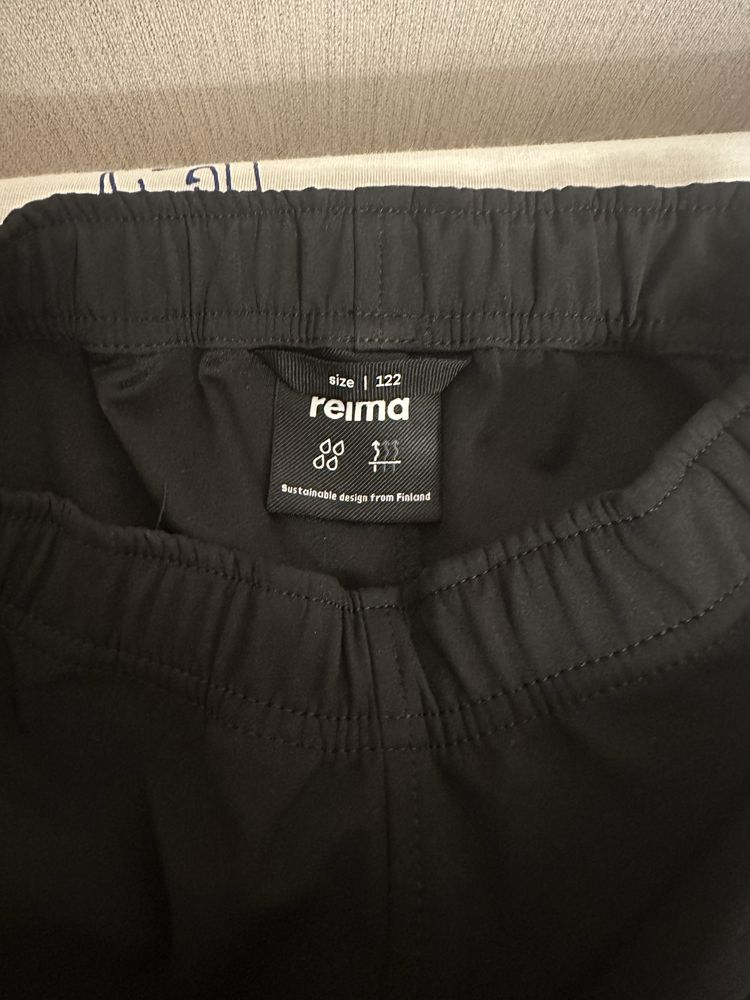 size | 122
reima
Sustainable design from Finland